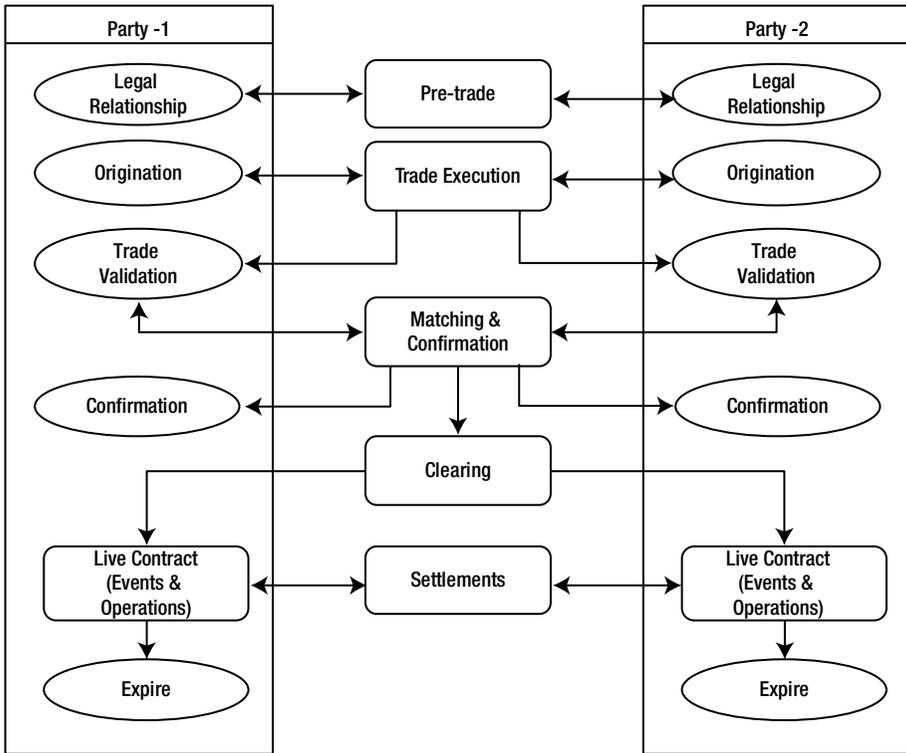 Party -1
Party -2
Legal
Relationship
Pre-trade
Legal
Relationship
Origination
Trade Execution
Origination
Trade
Validation
Trade
Validation
Matching &
Confirmation
Confirmation
Confirmation
Clearing
Live Contract
(Events &
Operations)
Settlements
Live Contract
(Events &
Operations)
Expire
Expire